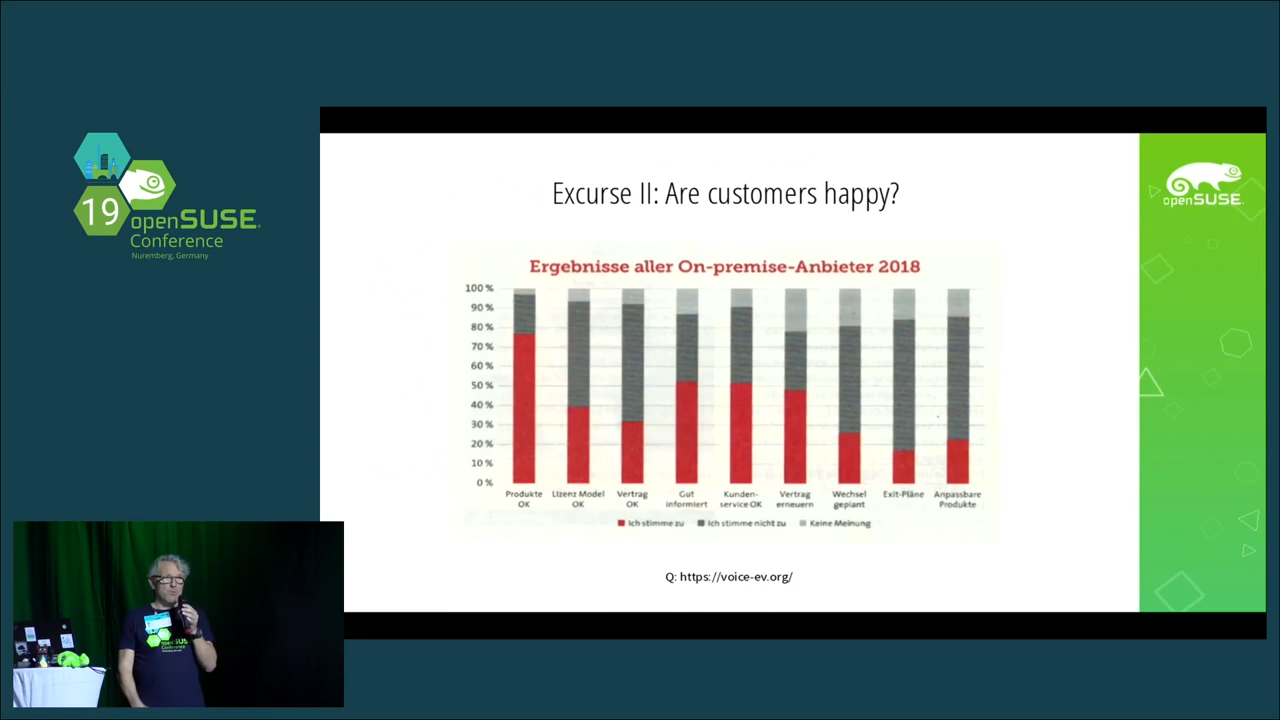 19
openSUSE
Conference
Nuremberg, Germany
Excurse II: Are customers happy?
openSUSE
Ergebnisse aller On-premise-Anbieter 2018
100 %
90 %
80 %
70 %
60 %
50 %
40 %
30 %
20 %
10 %
0 %
Produkte OK
Lizenz Model OK
Vertrag OK
Gut informiert
Kunden-service OK
Vertrag erneuern
Wechsel geplant
Exit-Pläne
Anpassbare Produkte
Ich stimme zu
Ich stimme nicht zu
Keine Meinung
Q: https://voice-ev.org/
openSUSE
Conference